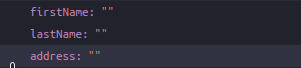 firstName: ""
lastName: ""
address: ""